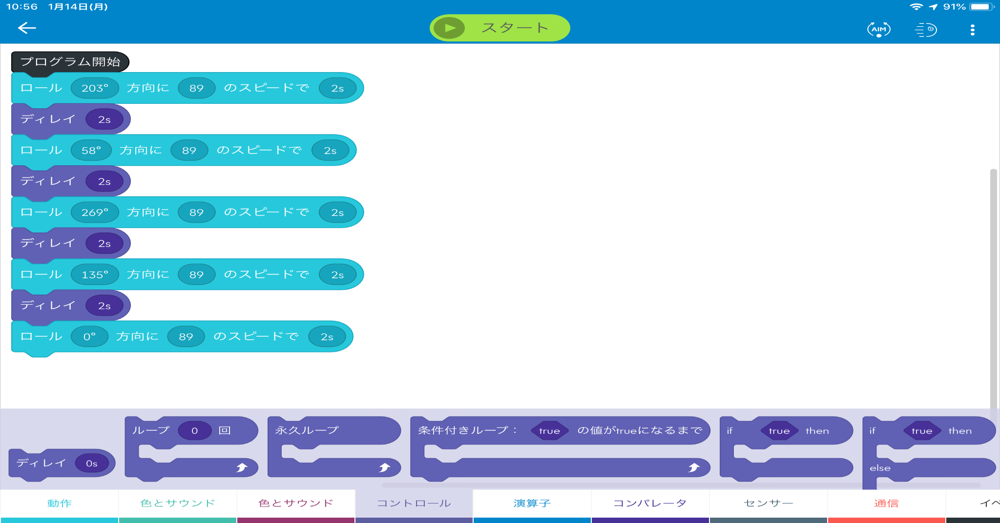 10:56 1月14日(月)
91%
スタート
AIM
プログラム開始
ロール 203° 方向に 89 のスピードで 2s
ディレイ 2s
ロール 58° 方向に 89 のスピードで 2s
ディレイ 2s
ロール 269° 方向に 89 のスピードで 2s
ディレイ 2s
ロール 135° 方向に 89 のスピードで 2s
ディレイ 2s
ロール 0° 方向に 89 のスピードで 2s
ディレイ 0s
ループ 0 回
永久ループ
条件付きループ： true の値がtrueになるまで
if true then
if true then
else
動作 色とサウンド 色とサウンド コントロール 演算子 コンパレータ センサー 通信 イベ